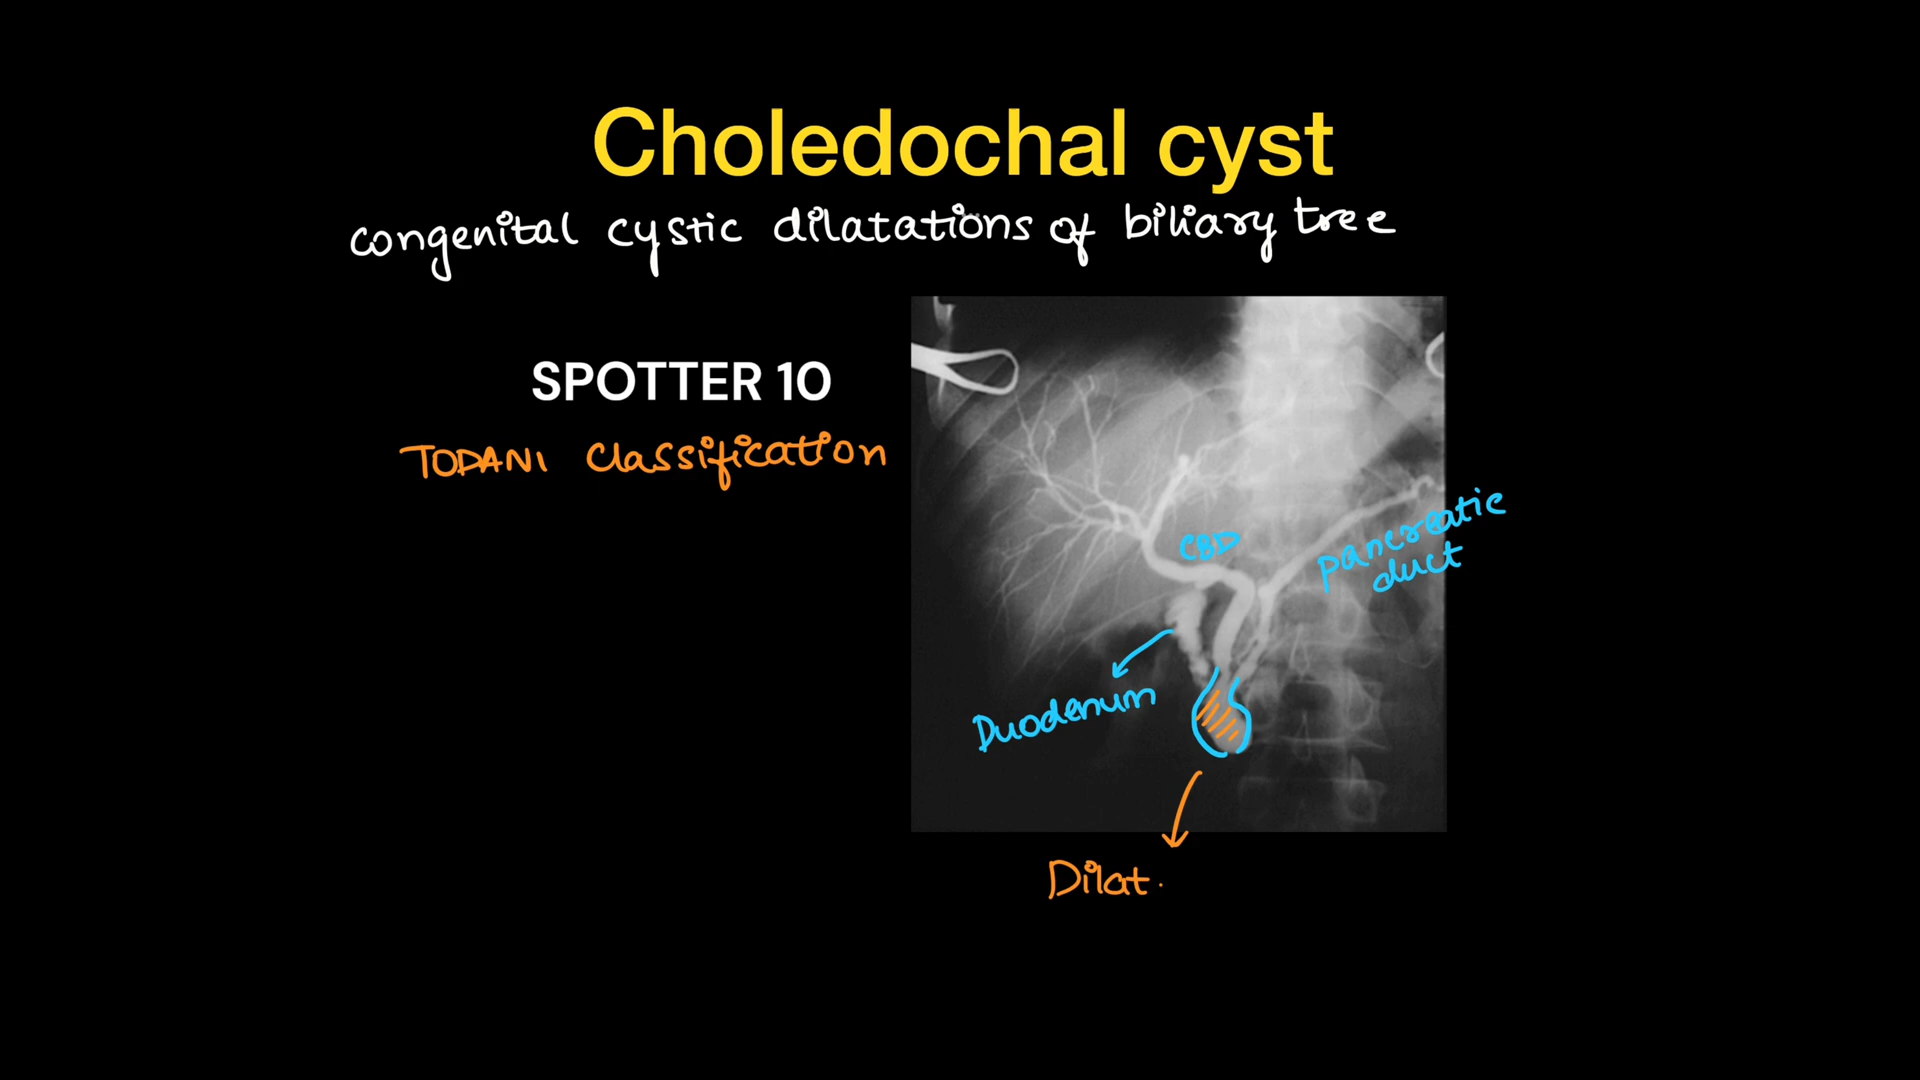 Choledochal cyst
congenital cystic dilatations of biliary tree
SPOTTER 10
TODANI Classification
CBD
pancreatic
duct
Duodenum
Dilat